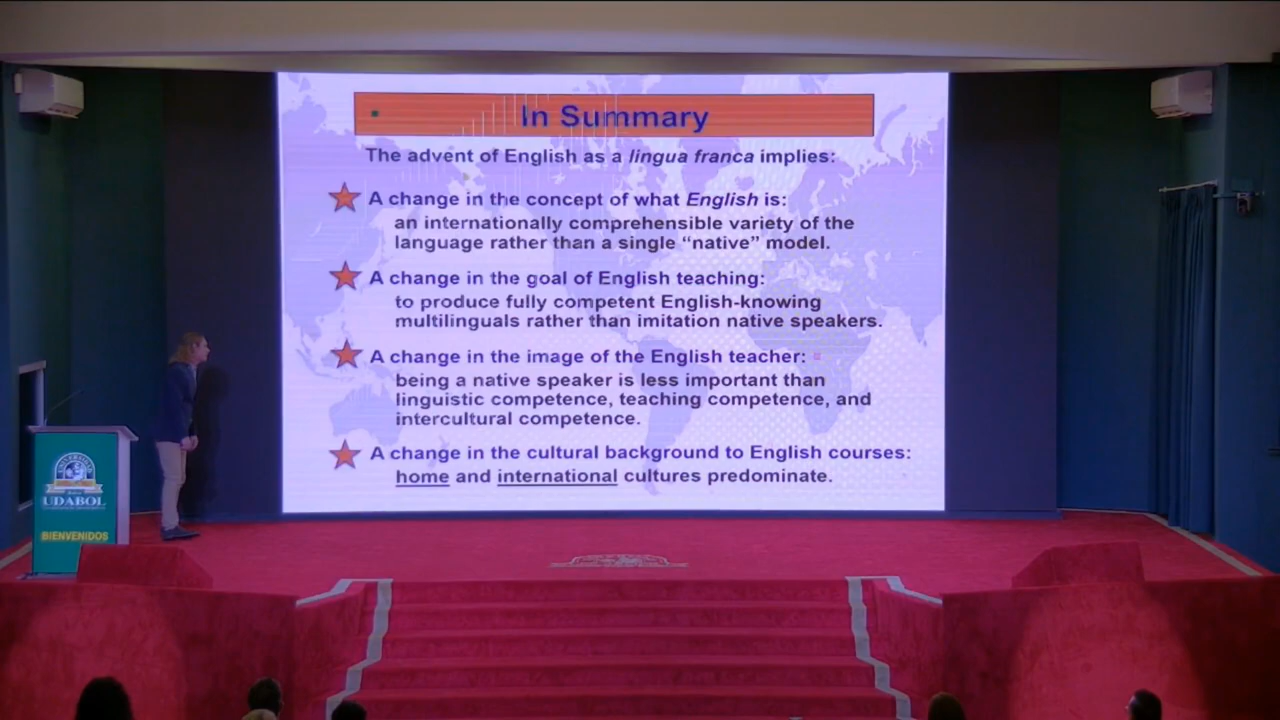 In Summary
The advent of English as a lingua franca implies:
A change in the concept of what English is:
an internationally comprehensible variety of the
language rather than a single “native” model.
A change in the goal of English teaching:
to produce fully competent English-knowing
multilinguals rather than imitation native speakers.
A change in the image of the English teacher:
being a native speaker is less important than
linguistic competence, teaching competence, and
intercultural competence.
A change in the cultural background to English courses:
home and international cultures predominate.
UDABOL
BIENVENIDOS